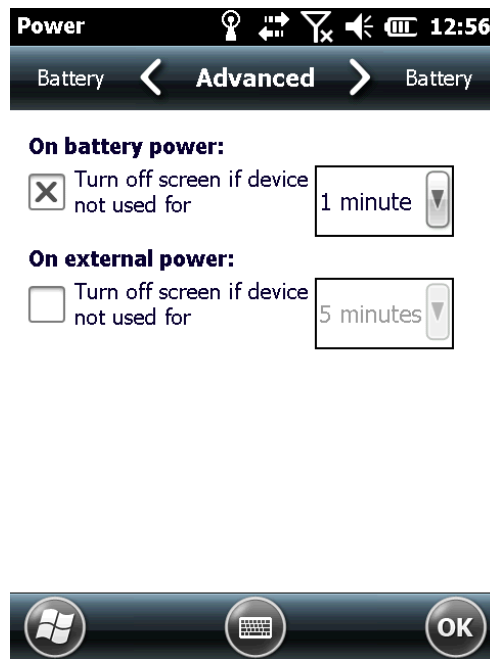 Power 12:56
Battery Advanced Battery
On battery power:
Turn off screen if device
not used for
1 minute
On external power:
Turn off screen if device
not used for
5 minutes
OK